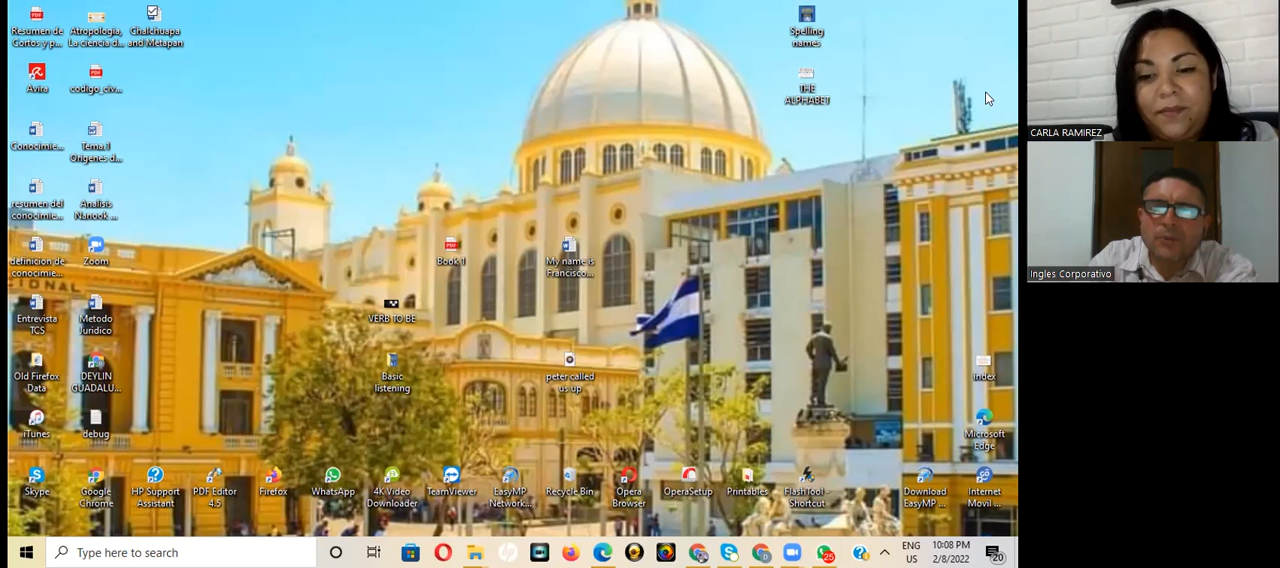 Resumen de
Cortos y p...
Atropologia,
La ciencia d...
Chalchuapa
and Metapan
Spelling
names
Avira
codigo_civ...
THE
ALPHABET
CARLA RAMIREZ
Conocimie...
Tema.1
Origenes d...
resumen del
conocimie...
Analisis
Nanook ...
definicion de
conocimie...
Zoom
Book 1
My name is
Francisco...
Ingles Corporativo
CIONAL
Entrevista
TCS
Metodo
Juridico
VERB TO BE
Old Firefox
Data
DEYLIN
GUADALU...
Basic
listening
peter called
us up
index
iTunes
debug
Microsoft
Edge
Skype
Google
Chrome
HP Support
Assistant
PDF Editor
4.5
Firefox
WhatsApp
4K Video
Downloader
TeamViewer
EasyMP
Network...
Recycle Bin
Opera
Browser
OperaSetup
Printables
FlashTool -
Shortcut
Download
EasyMP ...
Internet
Movil ...
Type here to search
25
ENG
US
10:08 PM
2/8/2022
20